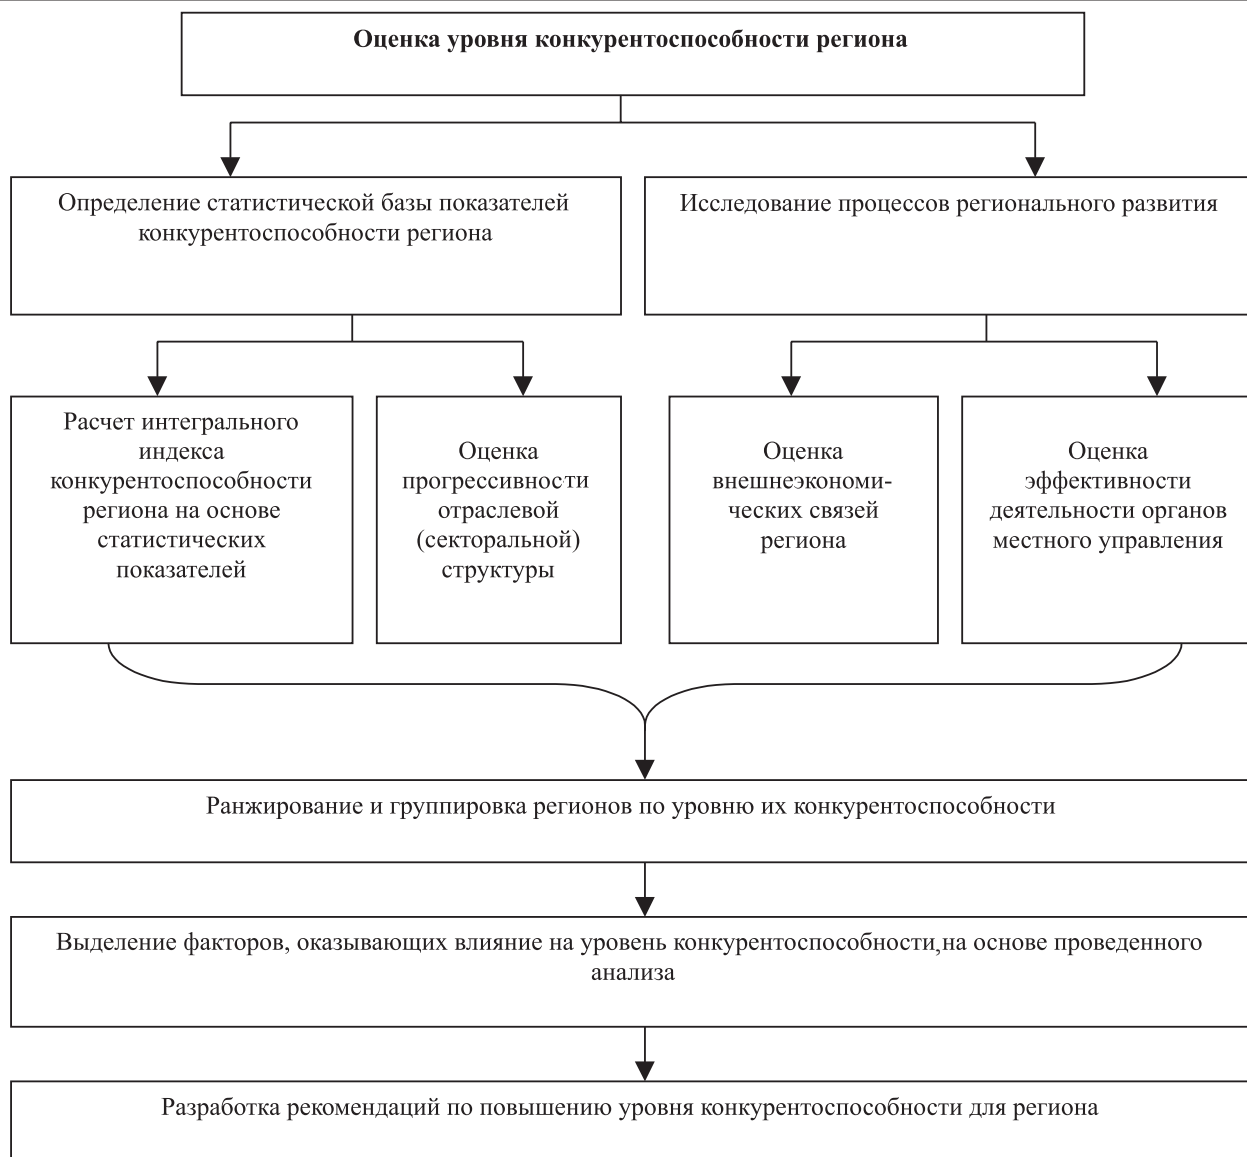 Оценка уровня конкурентоспособности региона
Определение статистической базы показателей
конкурентоспособности региона
Исследование процессов регионального развития
Расчет интегрального
индекса
конкурентоспособности
региона на основе
статистических
показателей
Оценка
прогрессивности
отраслевой
(секторальной)
структуры
Оценка
внешнеэкономи-
ческих связей
региона
Оценка
эффективности
деятельности органов
местного управления
Ранжирование и группировка регионов по уровню их конкурентоспособности
Выделение факторов, оказывающих влияние на уровень конкурентоспособности,на основе проведенного
анализа
Разработка рекомендаций по повышению уровня конкурентоспособности для региона